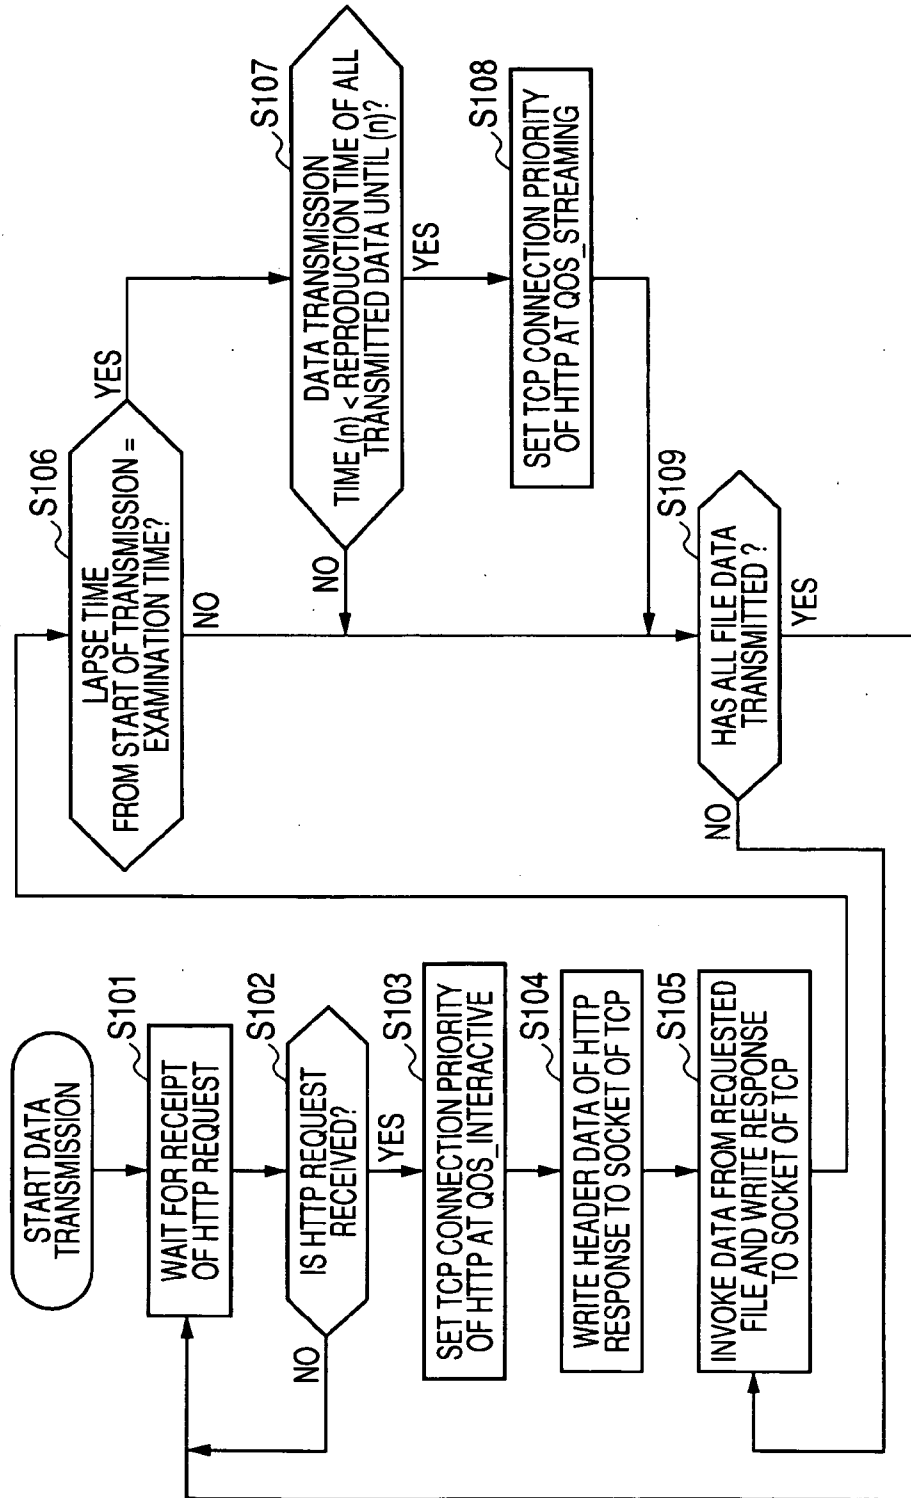 START DATA
TRANSMISSION
S101
WAIT FOR RECEIPT
OF HTTP REQUEST
S102
IS HTTP REQUEST
RECEIVED?
NO
YES
S103
SET TCP CONNECTION PRIORITY
OF HTTP AT QOS_INTERACTIVE
S104
WRITE HEADER DATA OF HTTP
RESPONSE TO SOCKET OF TCP
S105
INVOKE DATA FROM REQUESTED
FILE AND WRITE RESPONSE
TO SOCKET OF TCP
S106
LAPSE TIME
FROM START OF TRANSMISSION =
EXAMINATION TIME?
YES
NO
S107
DATA TRANSMISSION
TIME (n) < REPRODUCTION TIME OF ALL
TRANSMITTED DATA UNTIL (n)?
NO
YES
S108
SET TCP CONNECTION PRIORITY
OF HTTP AT QOS_STREAMING
S109
HAS ALL FILE DATA
TRANSMITTED ?
NO
YES